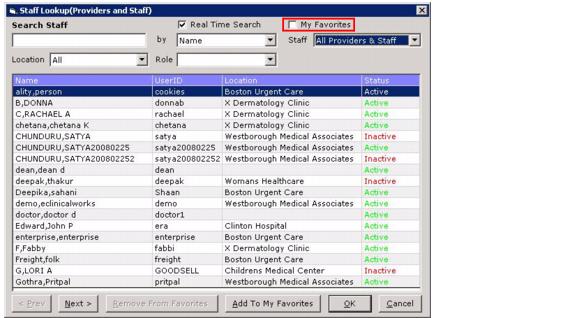 Staff Lookup(Providers and Staff)
Search Staff Real Time Search My Favorites
by Name Staff All Providers & Staff
Location All Role
Name UserID Location Status
ality,person cookies Boston Urgent Care Active
B,DONNA donnab X Dermatology Clinic Active
C,RACHAEL A rachael X Dermatology Clinic Active
chetana,chetana K chetana X Dermatology Clinic Active
CHUNDURU,SATYA satya Westborough Medical Associates Inactive
CHUNDURU,SATYA20080225 satya20080225 Westborough Medical Associates Active
CHUNDURU,SATYA200802252 satya200802252 Westborough Medical Associates Inactive
dean,dean d dean Active
deepak,thakur deepak Womans Healthcare Inactive
Deepika,sahani Shaan Boston Urgent Care Active
demo,eclinicalworks demo Westborough Medical Associates Active
doctor,doctor d doctor1 Active
Edward,John P era Clinton Hospital Active
enterprise,enterprise enterprise Boston Urgent Care Active
F,Fabby fabbi X Dermatology Clinic Active
Freight,folk freight Boston Urgent Care Active
G,LORI A GOODSELL Childrens Medical Center Inactive
Gothra,Pritpal pritpal Westborough Medical Associates Active
< Prev Next > Remove From Favorites Add To My Favorites OK Cancel